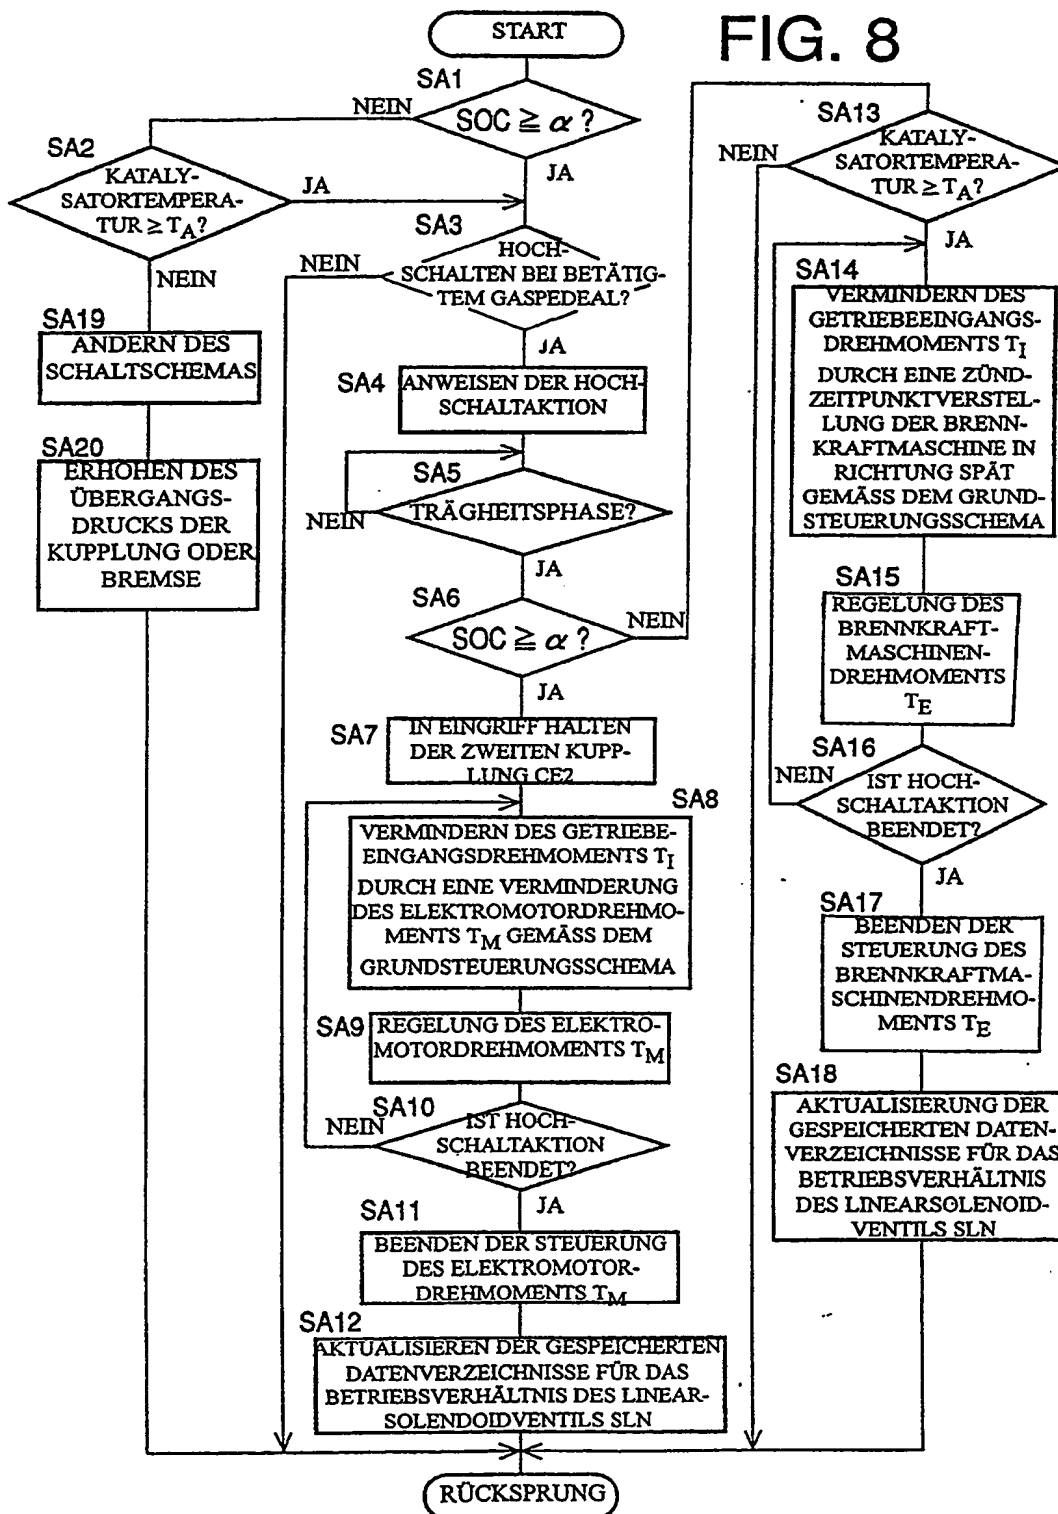 START
FIG. 8
SA1
NEIN
SOC ≧ α ?
JA
SA2
KATALY-
SATORTEMPERA-
TUR ≥ TA?
JA
NEIN
SA3
NEIN
HOCH-
SCHALTEN BEI BETÄTIG-
TEM GASPEDEAL?
JA
SA19
ANDERN DES
SCHALTSCHEMAS
SA20
ERHOHEN DES
ÜBERGANGS-
DRUCKS DER
KUPPLUNG ODER
BREMSE
SA4
ANWEISEN DER HOCH-
SCHALTAKTION
SA5
TRÄGHEITSPHASE?
NEIN
JA
SA6
SOC ≧ α ?
NEIN
JA
SA7
IN EINGRIFF HALTEN
DER ZWEITEN KUPP-
LUNG CE2
SA8
VERMINDERN DES GETRIEBE-
EINGANGSDREHMOMENTS TI
DURCH EINE VERMINDERUNG
DES ELEKTROMOTORDREHMO-
MENTS TM GEMÄSS DEM
GRUNDSTEUERUNGSSCHEMA
SA9
REGELUNG DES ELEKTRO-
MOTORDREHMOMENTS TM
SA10
NEIN
IST HOCH-
SCHALTAKTION
BEENDET?
JA
SA11
BEENDEN DER STEUERUNG
DES ELEKTROMOTOR-
DREHMOMENTS TM
SA12
AKTUALISIEREN DER GESPEICHERTEN
DATENVERZEICHNISSE FÜR DAS
BETRIEBSVERHÄLTNIS DES LINEAR-
SOLENDOIDVENTILS SLN
SA13
NEIN
KATALY-
SATORTEMPERA-
TUR ≥ TA?
JA
SA14
VERMINDERN DES
GETRIEBEEINGANGS-
DREHMOMENTS TI
DURCH EINE ZÜND-
ZEITPUNKTVERSTEL-
LUNG DER BRENN-
KRAFTMASCHINE IN
RICHTUNG SPÄT
GEMÄSS DEM GRUND-
STEUERUNGSSCHEMA
SA15
REGELUNG DES
BRENNKRAFT-
MASCHINEN-
DREHMOMENTS
TE
SA16
NEIN
IST HOCH-
SCHALTAKTION
BEENDET?
JA
SA17
BEENDEN DER
STEUERUNG DES
BRENNKRAFTMA-
SCHINENDREHMO-
MENTS TE
SA18
AKTUALISIERUNG DER
GESPEICHERTEN DATEN-
VERZEICHNISSE FÜR DAS
BETRIEBSVERHÄLTNIS
DES LINEARSOLENOID-
VENTILS SLN
RÜCKSPRUNG